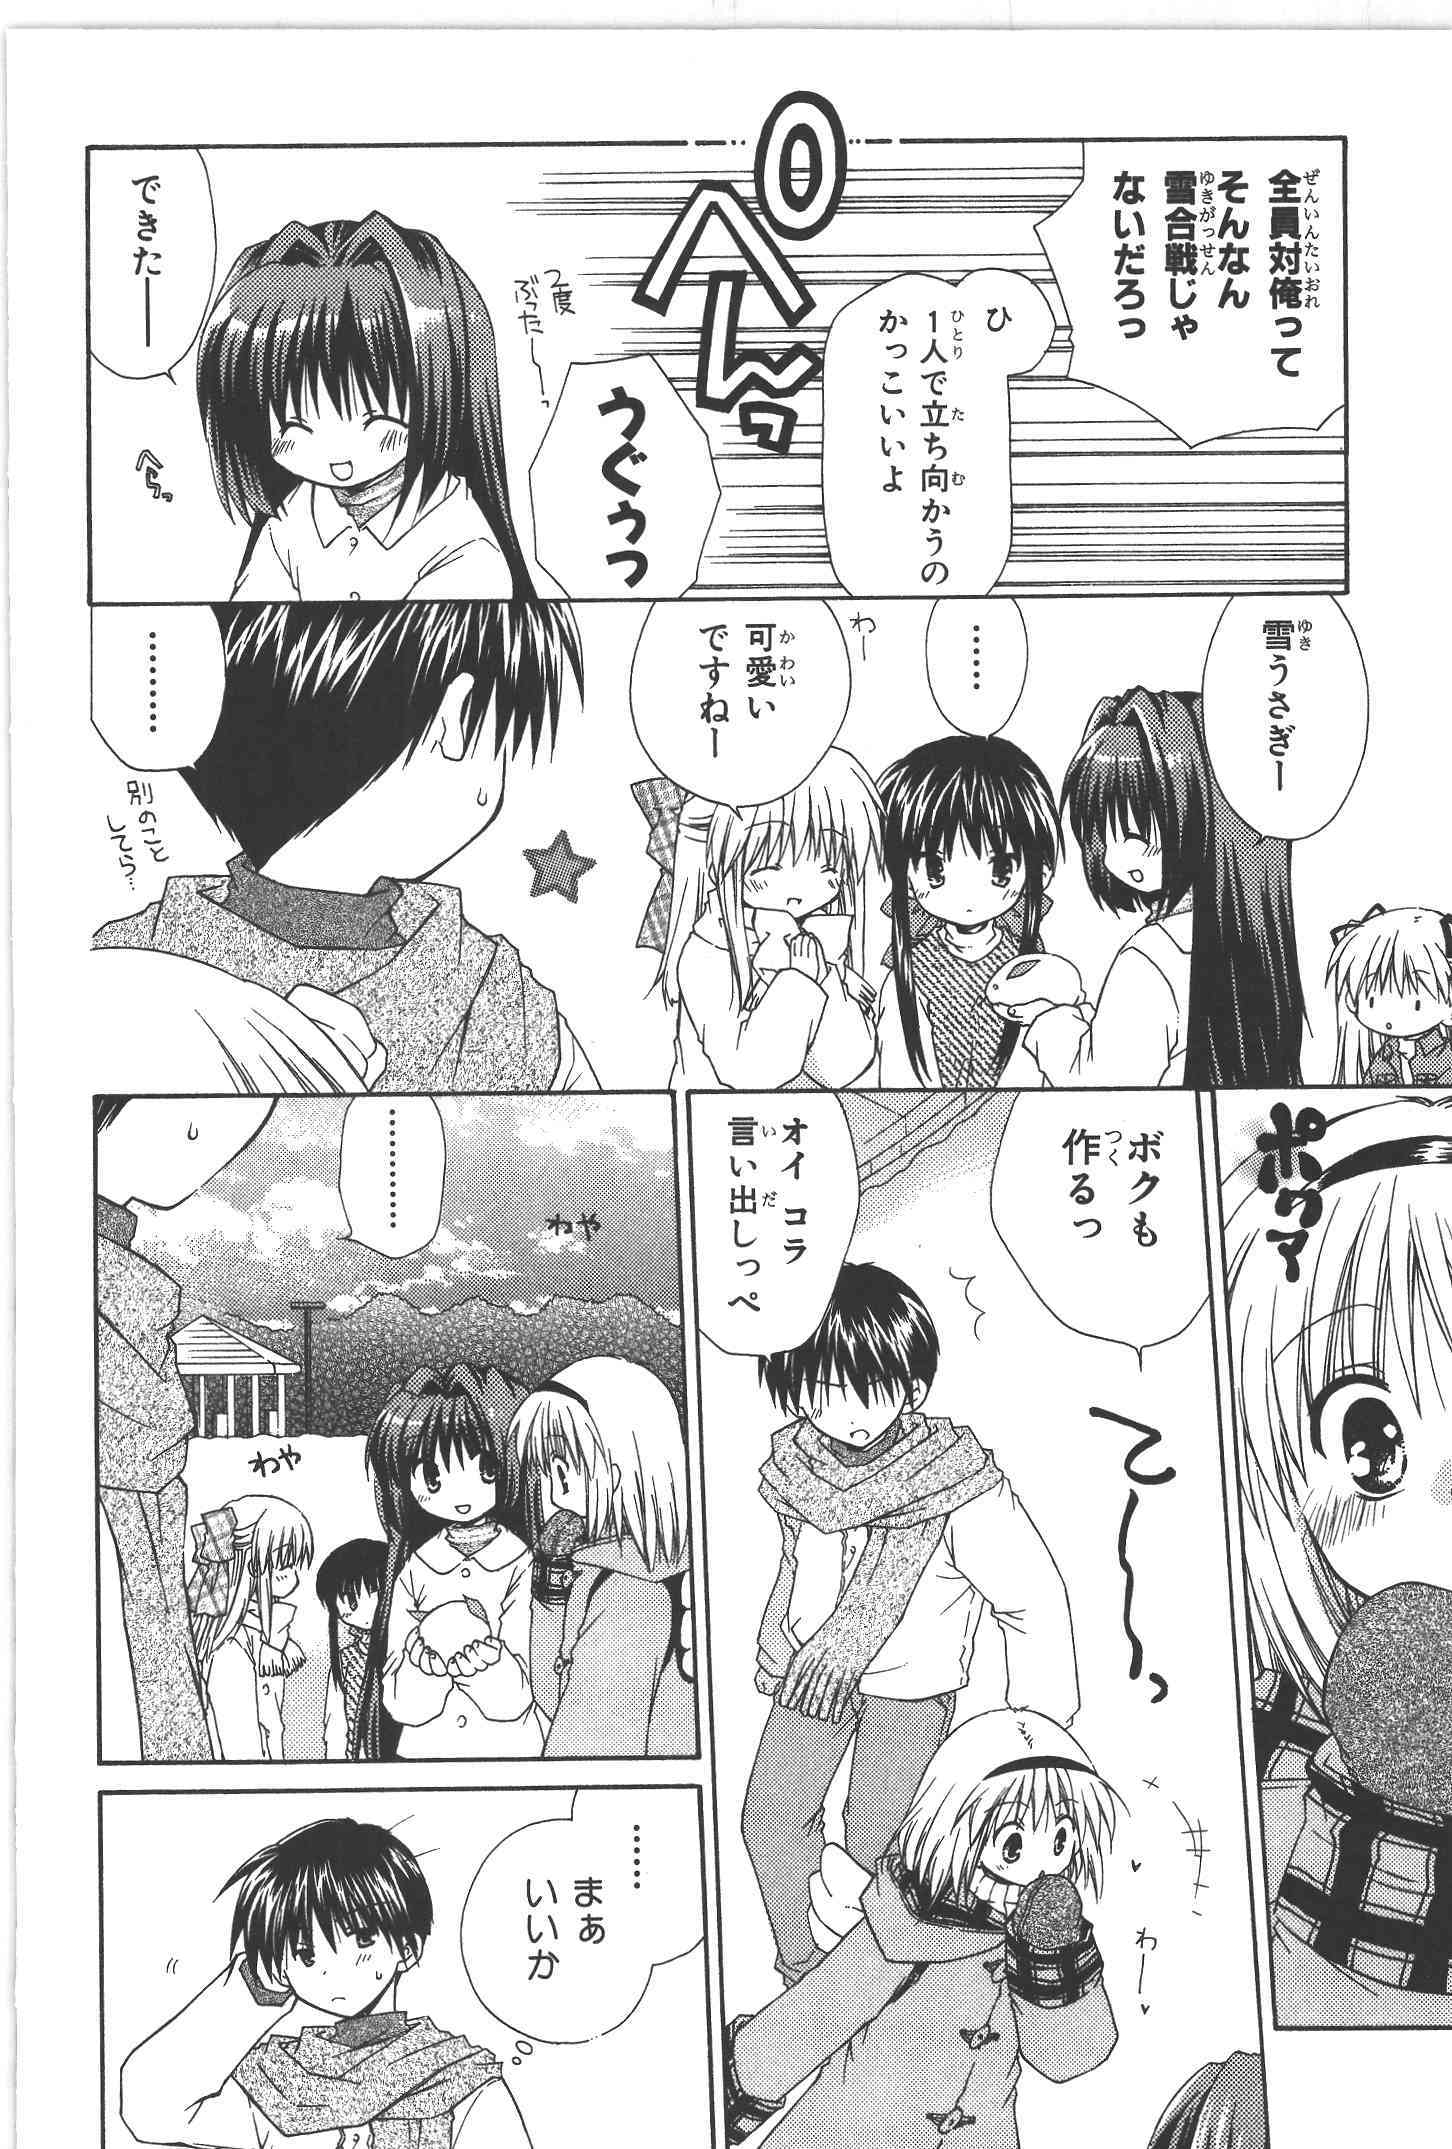 全員対俺って
そんなん
雪合戦じゃ
ないだろっ
ひ
1人で立ち向かうの
かっこいいよ
ぺ
へんっ
うぐぅっ
2度
ぶったーっ
できたー
へらっ
雪うさぎー
……
わー
可愛い
ですねー
………
別のこと
してら…
ポワマ
ボクも
作るっ
て〜っ
オイコラ
言い出しっぺ
わー
…………
わや
わや
……
まぁ
いいか